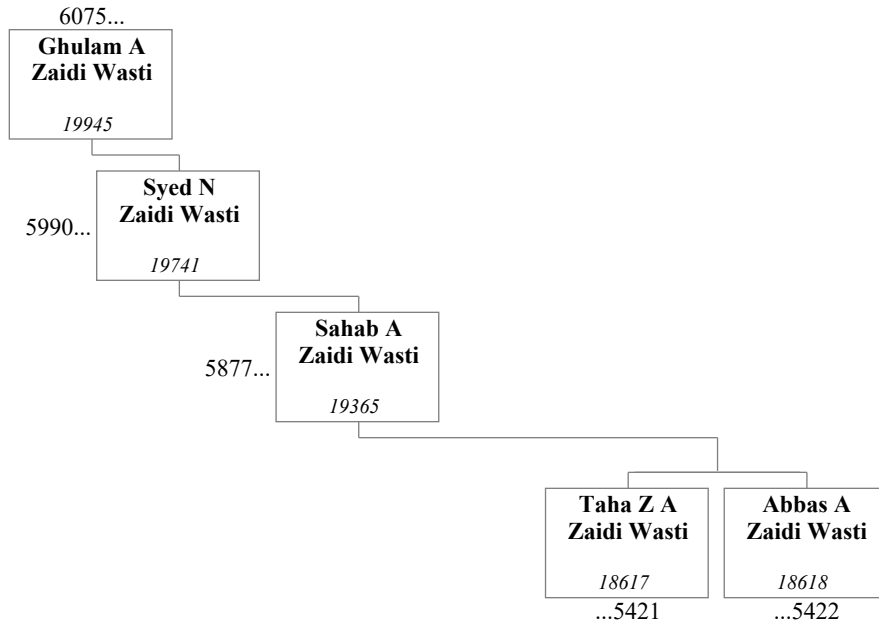 6075...
Ghulam A
Zaidi Wasti
19945
Syed N
Zaidi Wasti
5990...
19741
Sahab A
Zaidi Wasti
5877...
19365
Taha Z A
Zaidi Wasti
18617
...5421
Abbas A
Zaidi Wasti
18618
...5422